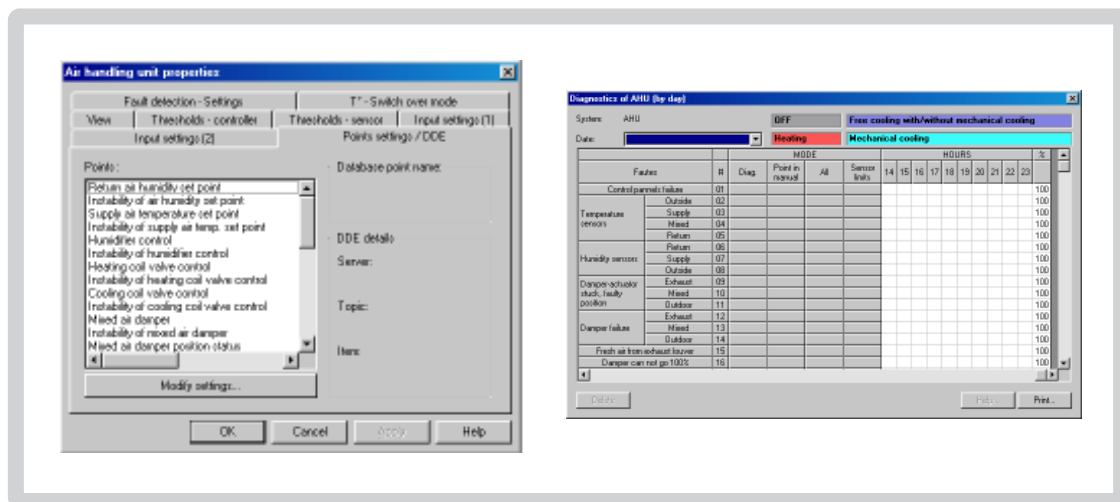 Air handling unit properties
Fault detection - Settings
T° - Switch over mode
View
Thresholds - controller
Thresholds - sensor
Input settings (1)
Input settings (2)
Points settings / DDE
Points:
Return air humidity set point
Instability of air humidity set point
Supply air temperature set point
Instability of supply air temp. set point
Humidifier control
Instability of humidifier control
Heating coil valve control
Instability of heating coil valve control
Cooling coil valve control
Instability of cooling coil valve control
Mixed air damper
Instability of mixed air damper
Mixed air damper position status
Modify settings...
Database point name:
DDE details
Server:
Topic:
Item:
OK
Cancel
Apply
Help
Diagnostics of AHU (by day)
System: AHU
OFF
Free cooling with/without mechanical cooling
Date:
Heating
Mechanical cooling
MODE
HOURS
%
Fautes
#
Diag.
Point in manual
All
Sensor limits
14 15 16 17 18 19 20 21 22 23
Control pannels failure 01 100
Temperature sensors
Outside 02 100
Supply 03 100
Mixed 04 100
Return 05 100
Humidity sensors
Return 06 100
Supply 07 100
Outside 08 100
Damper-actuator stuck, faulty position
Exhaust 09 100
Mixed 10 100
Outdoor 11 100
Damper failure
Exhaust 12 100
Mixed 13 100
Outdoor 14 100
Fresh air from exhaust louver 15 100
Damper can not go 100% 16 100
Delete
Help...
Print...